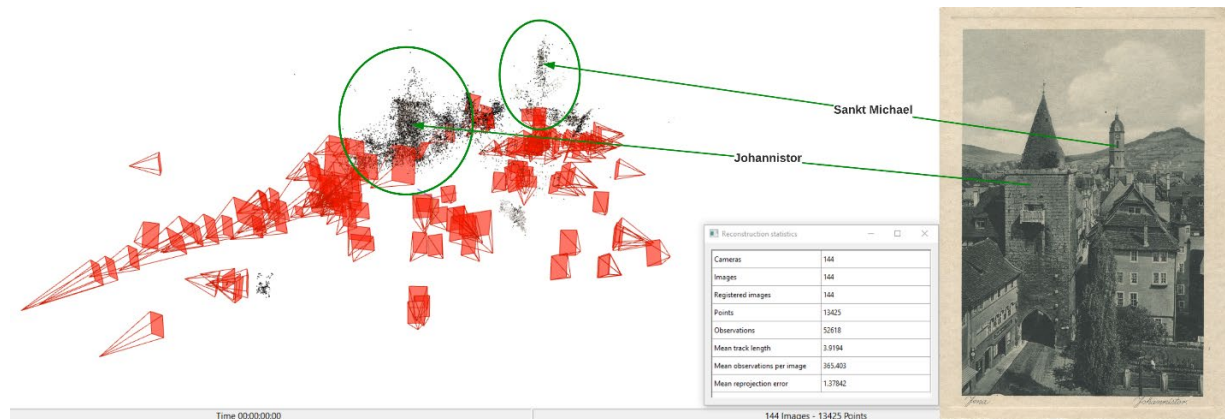 Sankt Michael
Johannistor
Reconstruction statistics
Cameras 144
Images 144
Registered images 144
Points 13425
Observations 52618
Mean track length 3.9194
Mean observations per image 365.403
Mean reprojection error 1.37842
Time 00:00:00:00
144 Images - 13425 Points
Jena
Johannistor